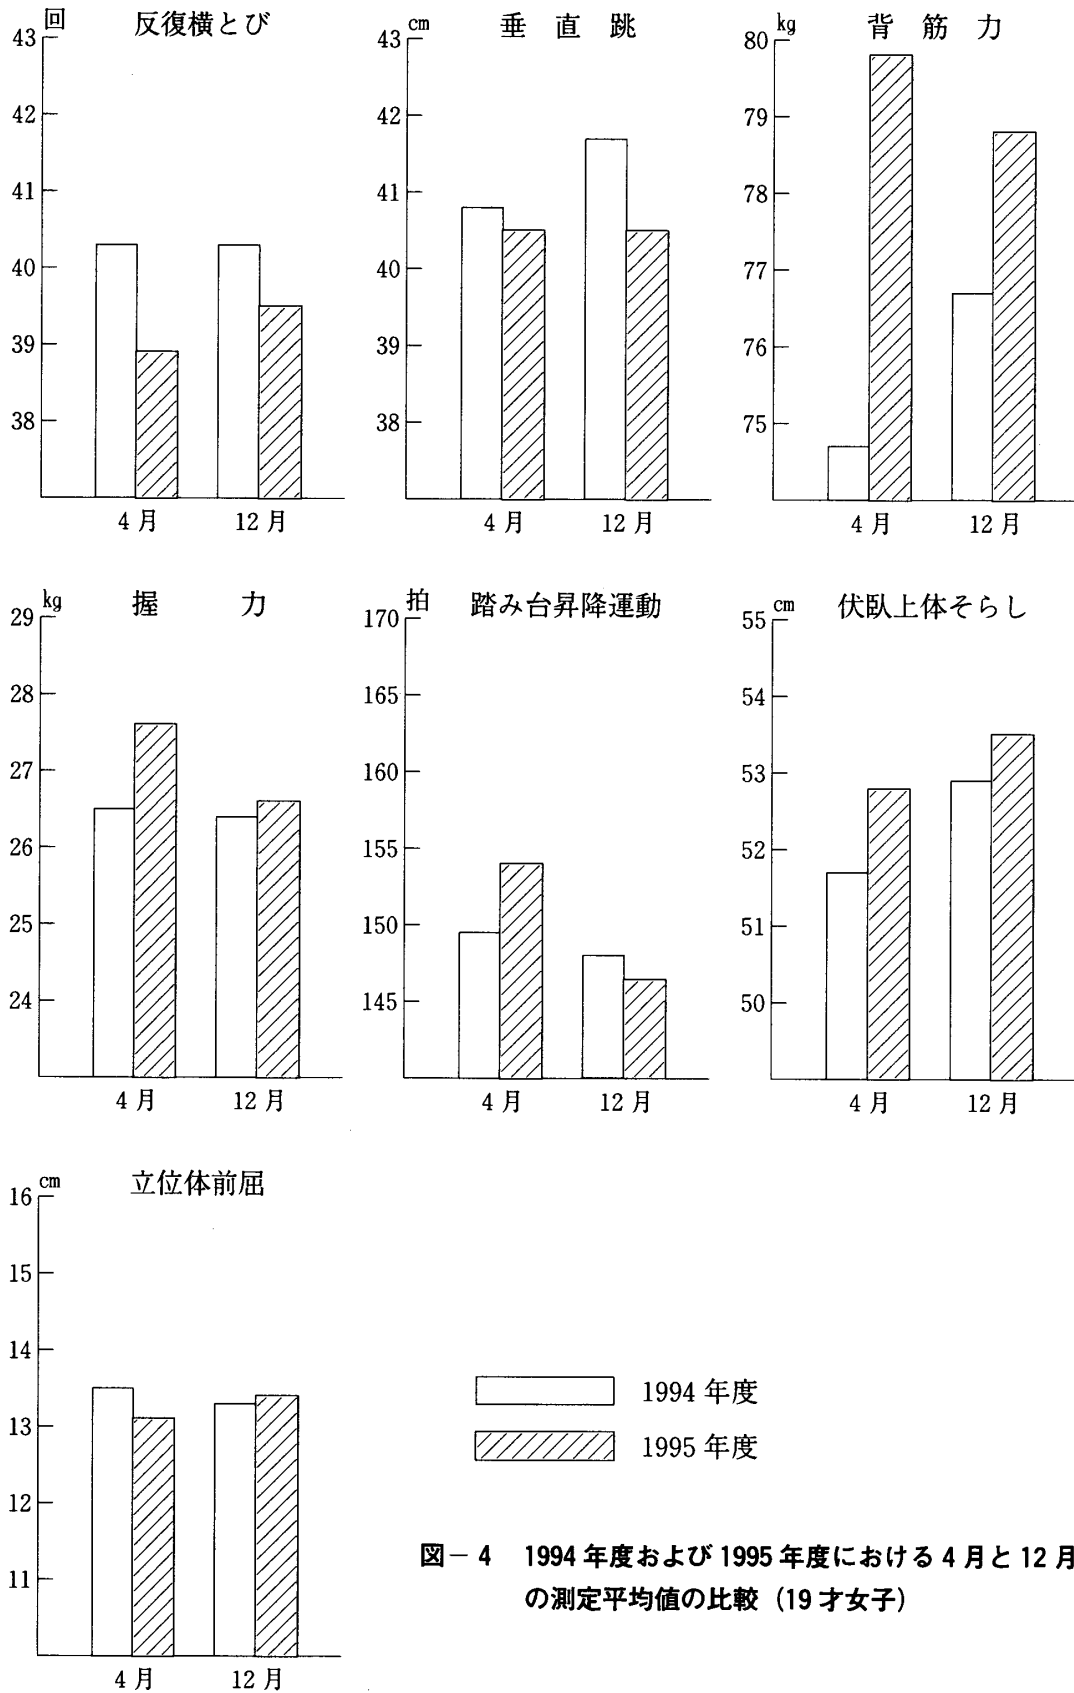 反復横とび
回
43
42
41
40
39
38
4月
12月
垂直跳
cm
43
42
41
40
39
38
4月
12月
背筋力
kg
80
79
78
77
76
75
4月
12月
握力
kg
29
28
27
26
25
24
4月
12月
踏み台昇降運動
拍
170
165
160
155
150
145
4月
12月
伏臥上体そらし
cm
55
54
53
52
51
50
4月
12月
立位体前屈
cm
16
15
14
13
12
11
4月
12月
1994年度
1995年度
図−4 1994年度および1995年度における4月と12月
の測定平均値の比較（19才女子）